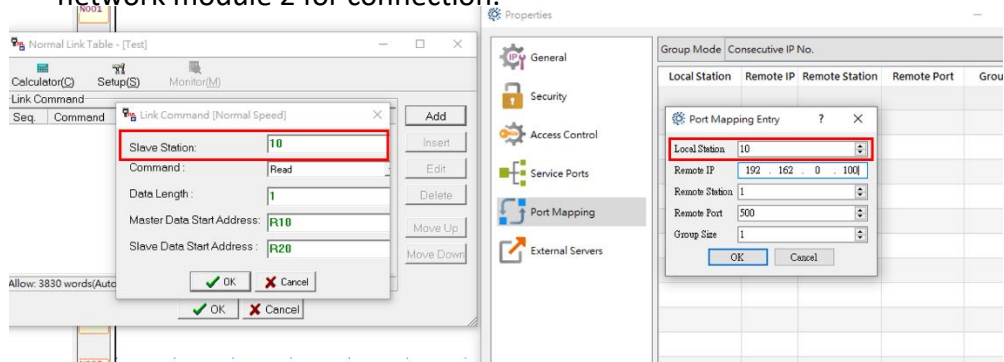 network module 2 for connection.
N001
Normal Link Table - [Test]
Calculator(C) Setup(S) Monitor(M)
Link Command
Seq. Command
Add
Insert
Edit
Delete
Move Up
Move Down
Link Command [Normal Speed]
Slave Station: 10
Command : Read
Data Length : 1
Master Data Start Address: R10
Slave Data Start Address : R20
OK Cancel
Allow: 3830 words(Auto
OK Cancel
Properties
General
Security
Access Control
Service Ports
Port Mapping
External Servers
Group Mode Consecutive IP No.
Local Station Remote IP Remote Station Remote Port Grou
Port Mapping Entry ? ×
Local Station 10
Remote IP 192 . 162 . 0 . 100
Remote Station 1
Remote Port 500
Group Size 1
OK Cancel